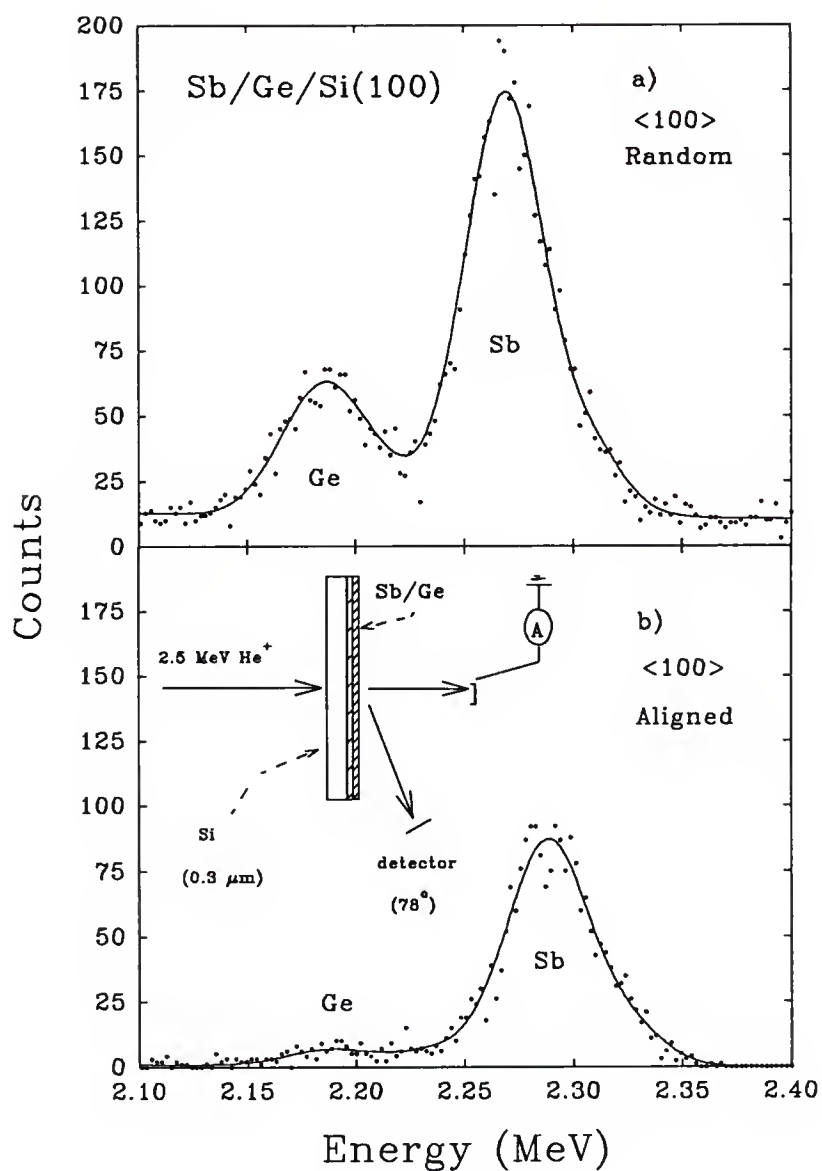 200
Sb/Ge/Si(100)
a)
175
<100>
Random
150
125
100
75
Sb
50
Ge
25
0
Counts
175
Sb/Ge
b)
A
2.5 MeV He+
<100>
150
Aligned
125
100
75
Si
(0.3 μm)
detector
(78°)
50
Sb
25
Ge
0
2.10
2.20
2.25
2.30
2.35
2.40
Energy (MeV)